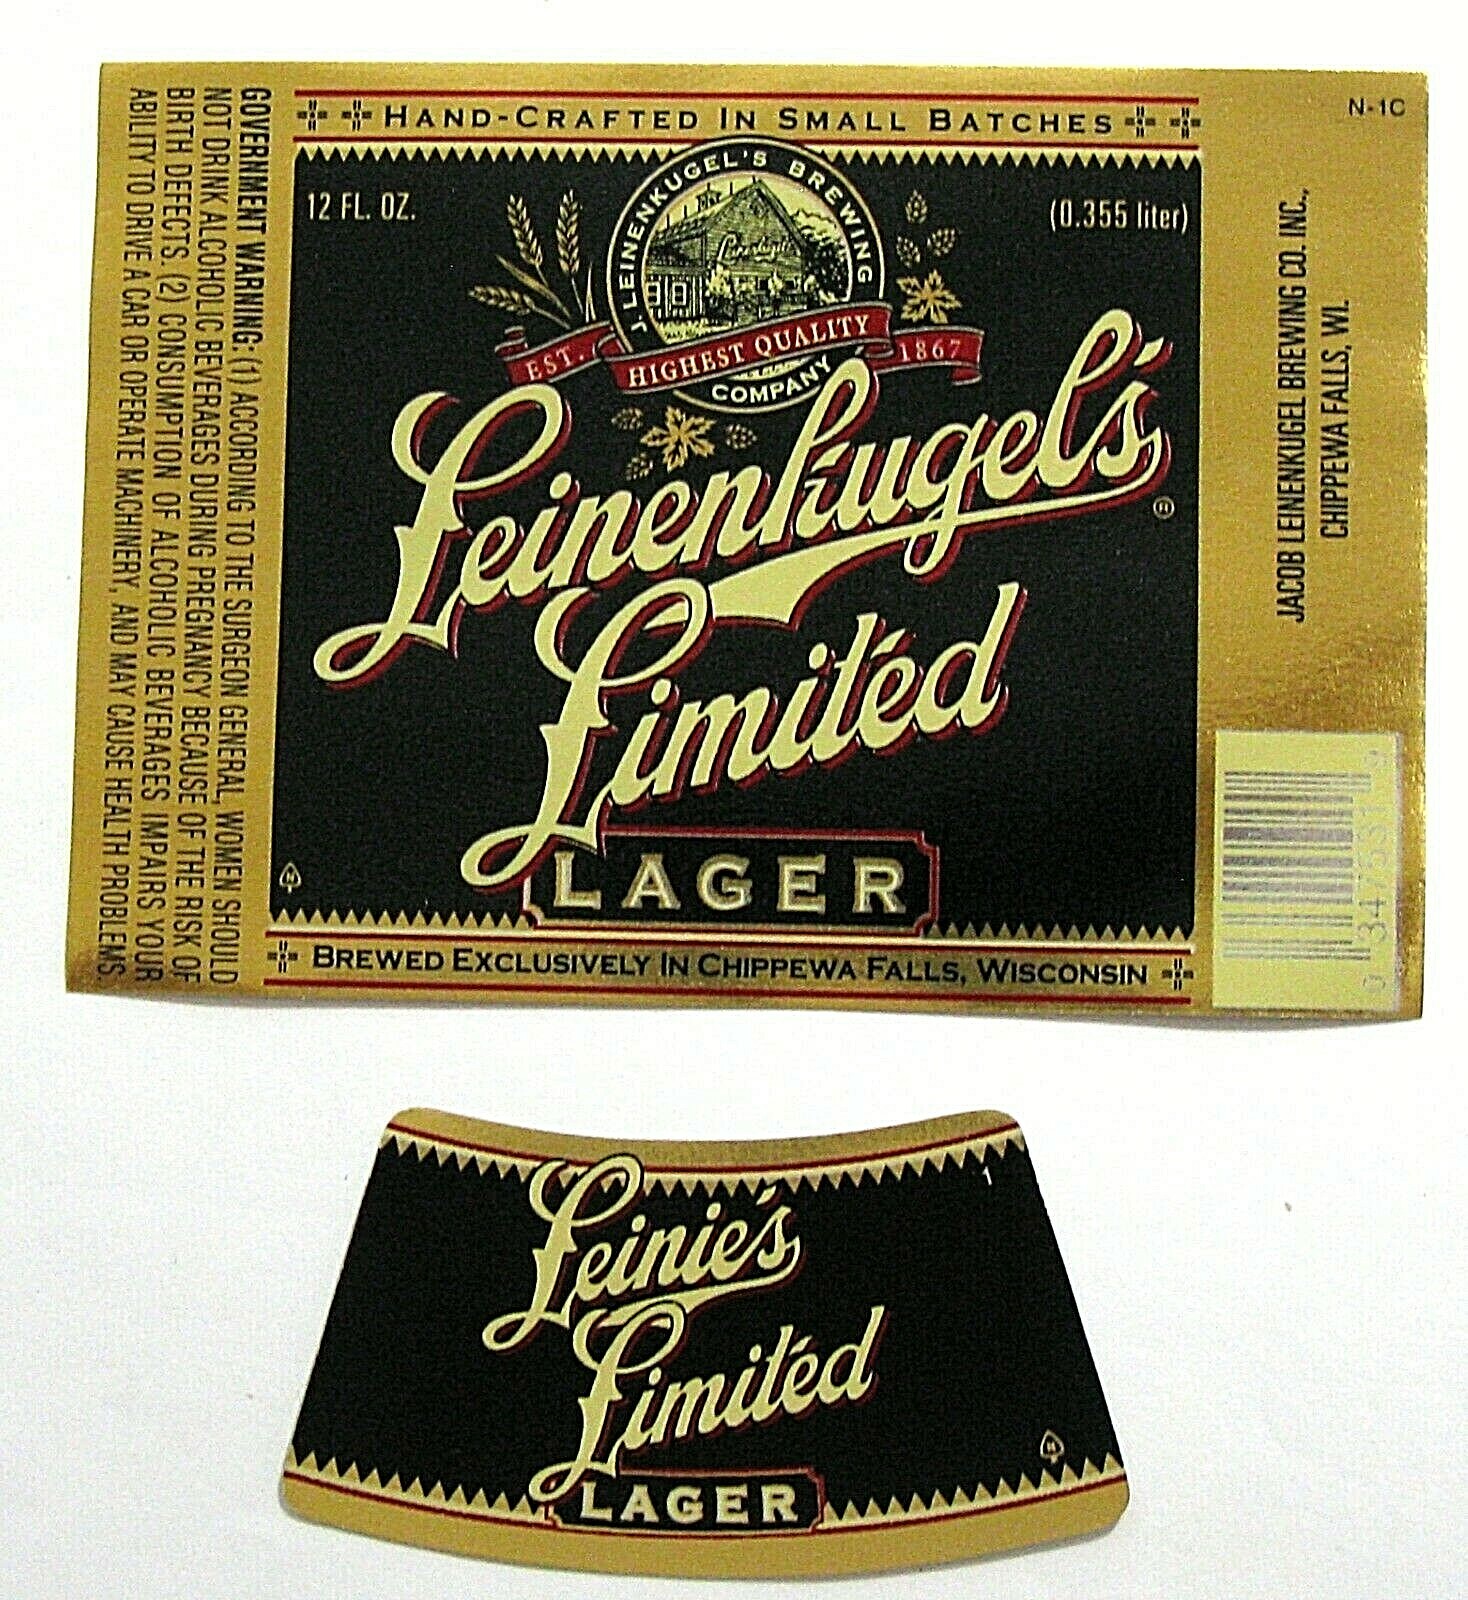 GOVERNMENT WARNING: (1) ACCORDING TO THE SURGEON GENERAL, WOMEN SHOULD
NOT DRINK ALCOHOLIC BEVERAGES DURING PREGNANCY BECAUSE OF THE RISK OF
BIRTH DEFECTS. (2) CONSUMPTION OF ALCOHOLIC BEVERAGES IMPAIRS YOUR
ABILITY TO DRIVE A CAR OR OPERATE MACHINERY, AND MAY CAUSE HEALTH PROBLEMS.
HAND-CRAFTED IN SMALL BATCHES
N-1C
12 FL. OZ.
(0.355 liter)
J. LEINENKUGEL'S BREWING
COMPANY
Leinenkugel's
EST. HIGHEST QUALITY 1867
Leinenkugel's ®
Limited
LAGER
BREWED EXCLUSIVELY IN CHIPPEWA FALLS, WISCONSIN
JACOB LEINENKUGEL BREWING CO. INC.,
CHIPPEWA FALLS, WI.
N
1
Leinie's
Limited
LAGER
N